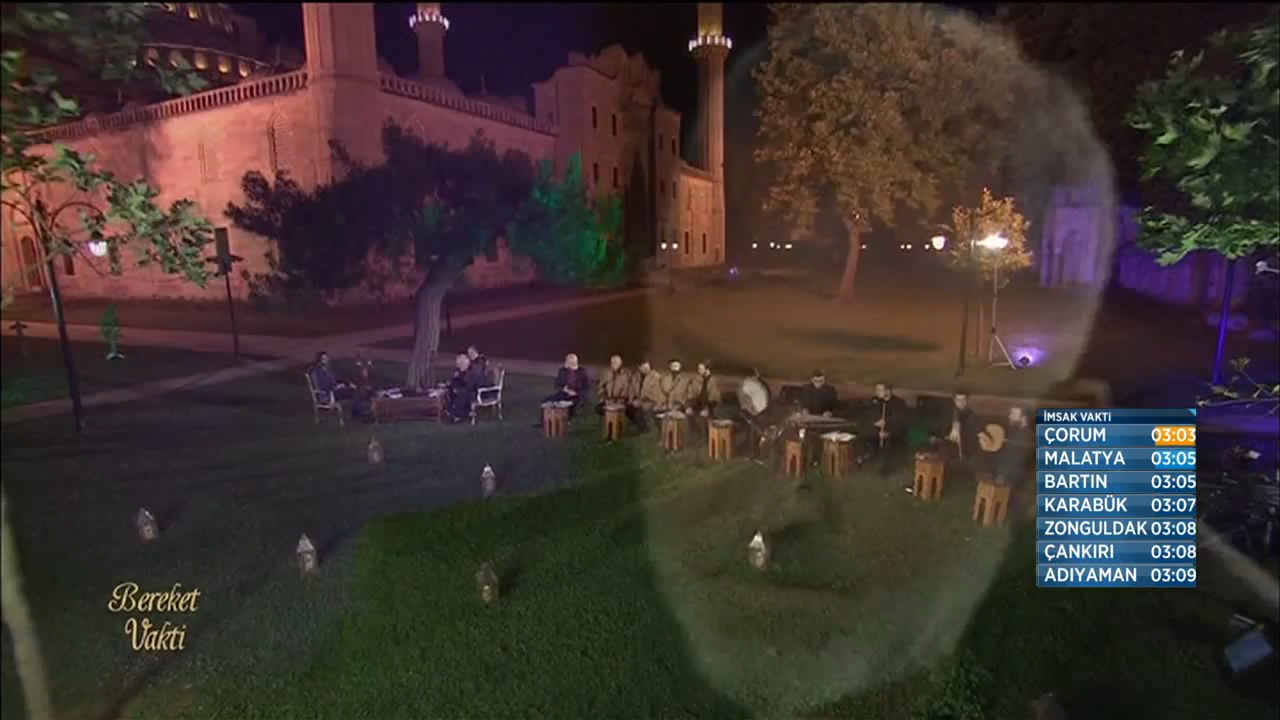 İMSAK VAKTİ
ÇORUM 03:03
MALATYA 03:05
BARTIN 03:05
KARABÜK 03:07
ZONGULDAK 03:08
ÇANKIRI 03:08
ADIYAMAN 03:09
Bereket
Vakti